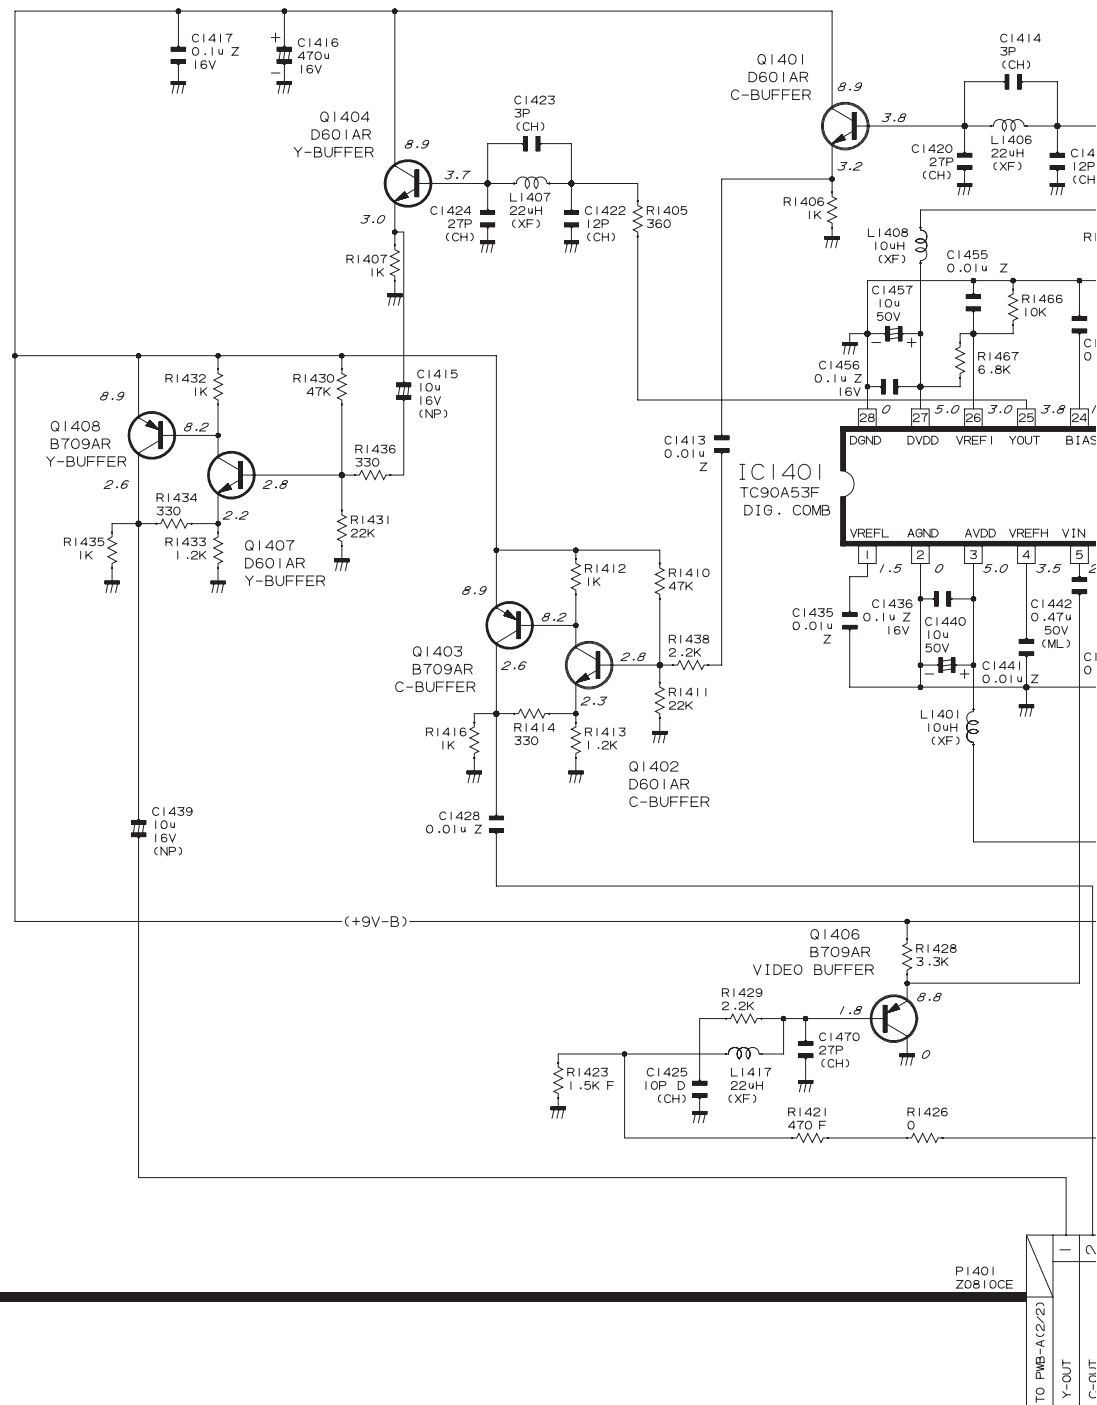 C1417
0.1u Z
16V
+
C1416
470u
16V
−
Q1404
D601AR
Y-BUFFER
8.9
3.7
3.0
C1423
3P
(CH)
L1407
22uH
(XF)
C1424
27P
(CH)
C1422
12P
(CH)
R1405
360
R1407
1K
Q1401
D601AR
C-BUFFER
8.9
3.8
3.2
C1414
3P
(CH)
C1420
27P
(CH)
L1406
22uH
(XF)
12P
(CH
R1406
1K
L1408
10uH
(XF)
C1455
0.01u Z
C1457
10u
50V
− +
R1466
10K
R1467
6.8K
C1456
0.1u Z
16V
R1432
1K
R1430
47K
C1415
10u
16V
(NP)
8.9
Q1408
B709AR
Y-BUFFER
8.2
2.6
2.8
2.2
R1436
330
R1434
330
R1435
1K
R1433
1.2K
R1431
22K
Q1407
D601AR
Y-BUFFER
C1413
0.01u
Z
IC1401
TC90A53F
DIG. COMB
28 0 27 5.0 26 3.0 25 3.8 24
DGND DVDD VREFI YOUT BIAS
VREFL AGND AVDD VREFH VIN
1 1.5 2 0 3 5.0 4 3.5 5 2
R1412
1K
R1410
47K
8.9
8.2
Q1403
B709AR
C-BUFFER
2.6
2.8
2.3
R1438
2.2K
R1411
22K
R1416
1K
R1414
330
R1413
1.2K
Q1402
D601AR
C-BUFFER
C1435
0.01u
Z
C1436
0.1u Z
16V
C1440
10u
50V
− +
C1442
0.47u
50V
(ML)
C1441
0.01u Z
L1401
10uH
(XF)
C1439
10u
16V
(NP)
C1428
0.01u Z
(+9V-B)
Q1406
B709AR
VIDEO BUFFER
R1428
3.3K
8.8
1.8
0
R1429
2.2K
C1470
27P
(CH)
R1423
1.5K F
C1425
10P D
(CH)
L1417
22uH
(XF)
R1421
470 F
R1426
0
P1401
Z0810CE
1
2
TO PWB-A(2/2)
Y-OUT
C-OUT